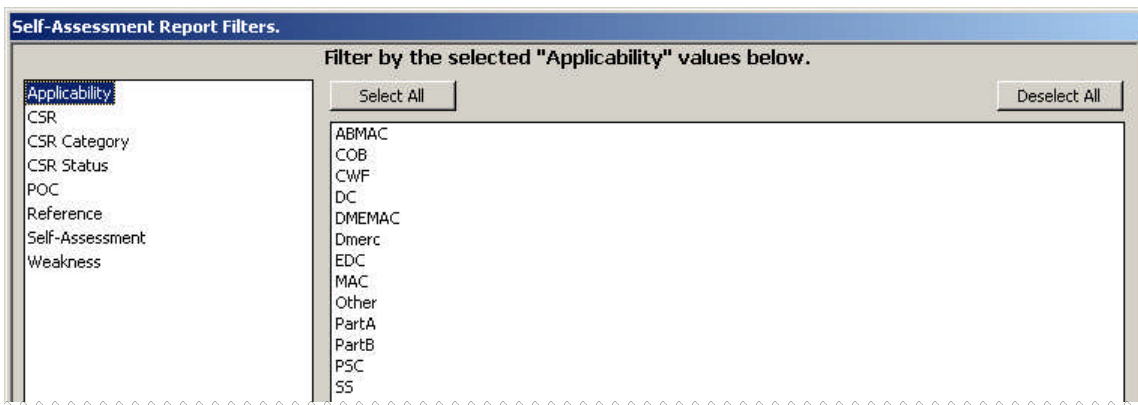 Self-Assessment Report Filters.
Filter by the selected "Applicability" values below.
Applicability
CSR
CSR Category
CSR Status
POC
Reference
Self-Assessment
Weakness
Select All
Deselect All
ABMAC
COB
CWF
DC
DMEMAC
Dmerc
EDC
MAC
Other
PartA
PartB
PSC
SS